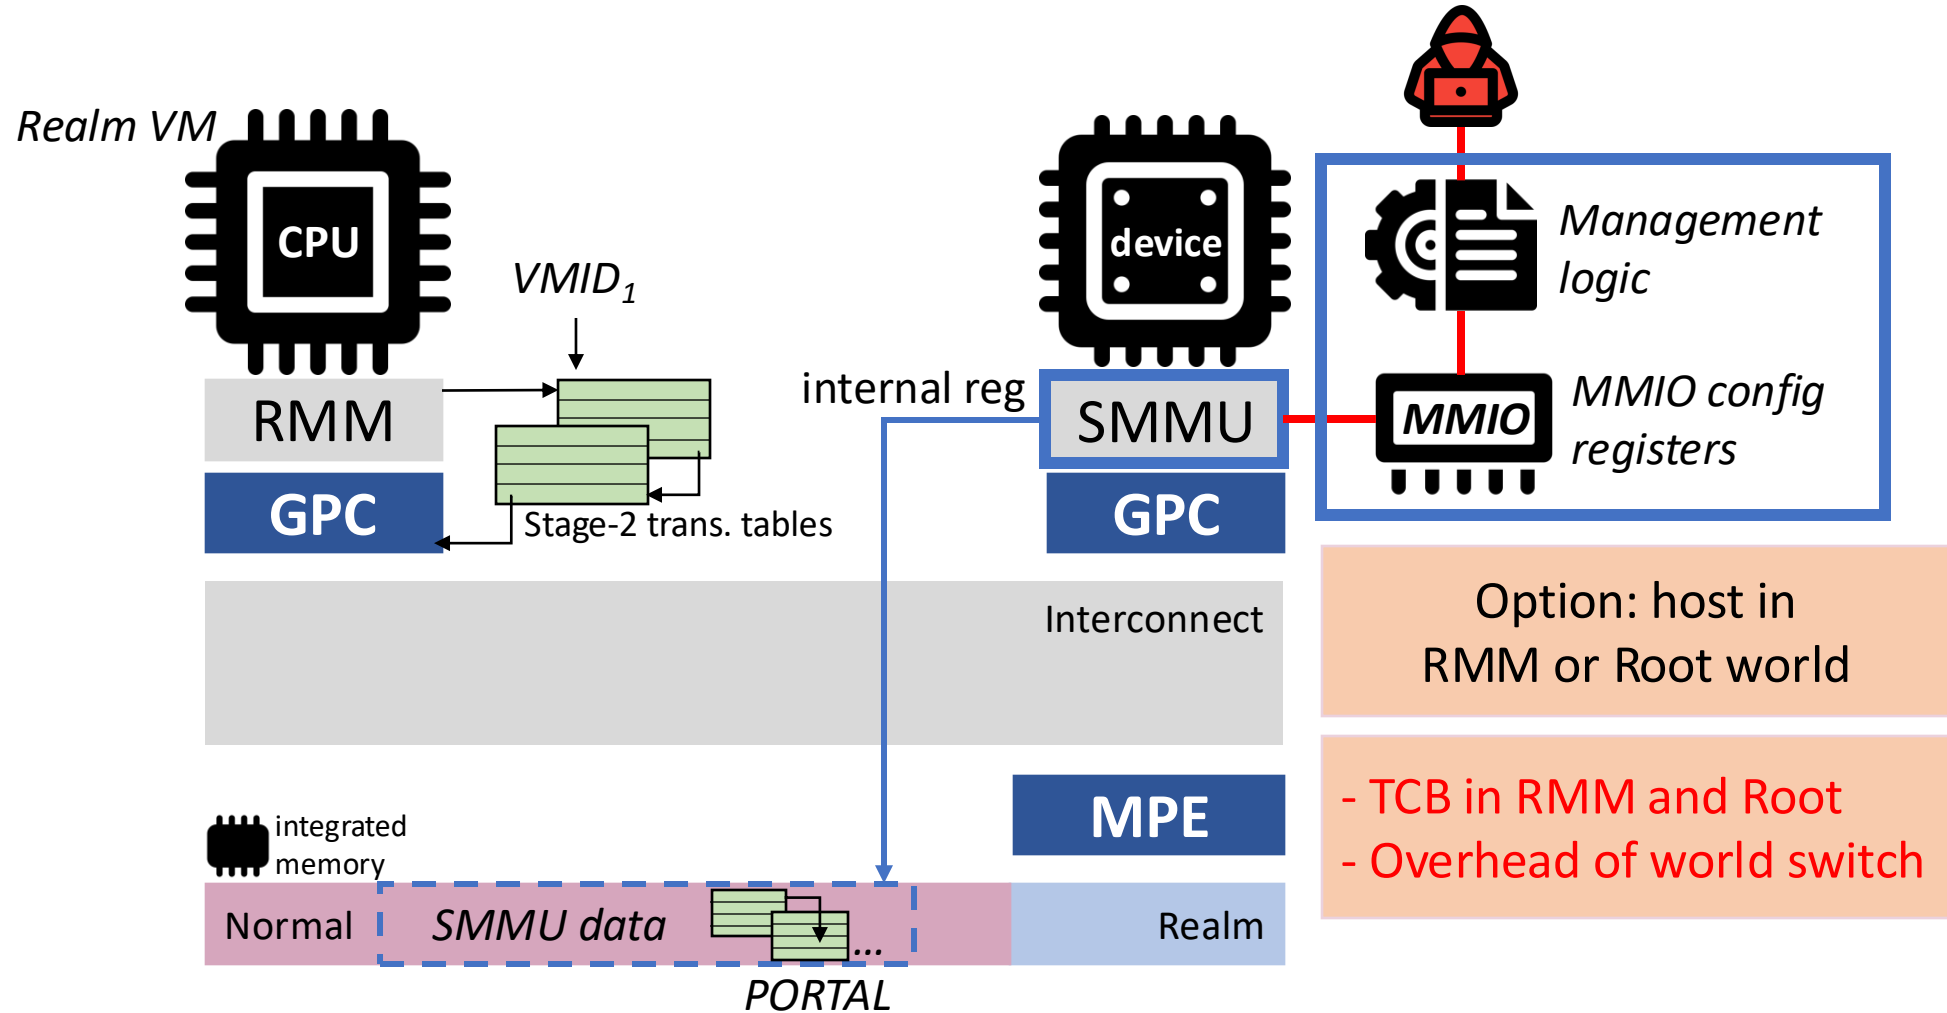 Realm VM
CPU
VMID1
RMM
GPC
Stage-2 trans. tables
device
internal reg
SMMU
GPC
Management
logic
MMIO
MMIO config
registers
Interconnect
Option: host in
RMM or Root world
MPE
- TCB in RMM and Root
- Overhead of world switch
integrated
memory
Normal
SMMU data
...
Realm
PORTAL